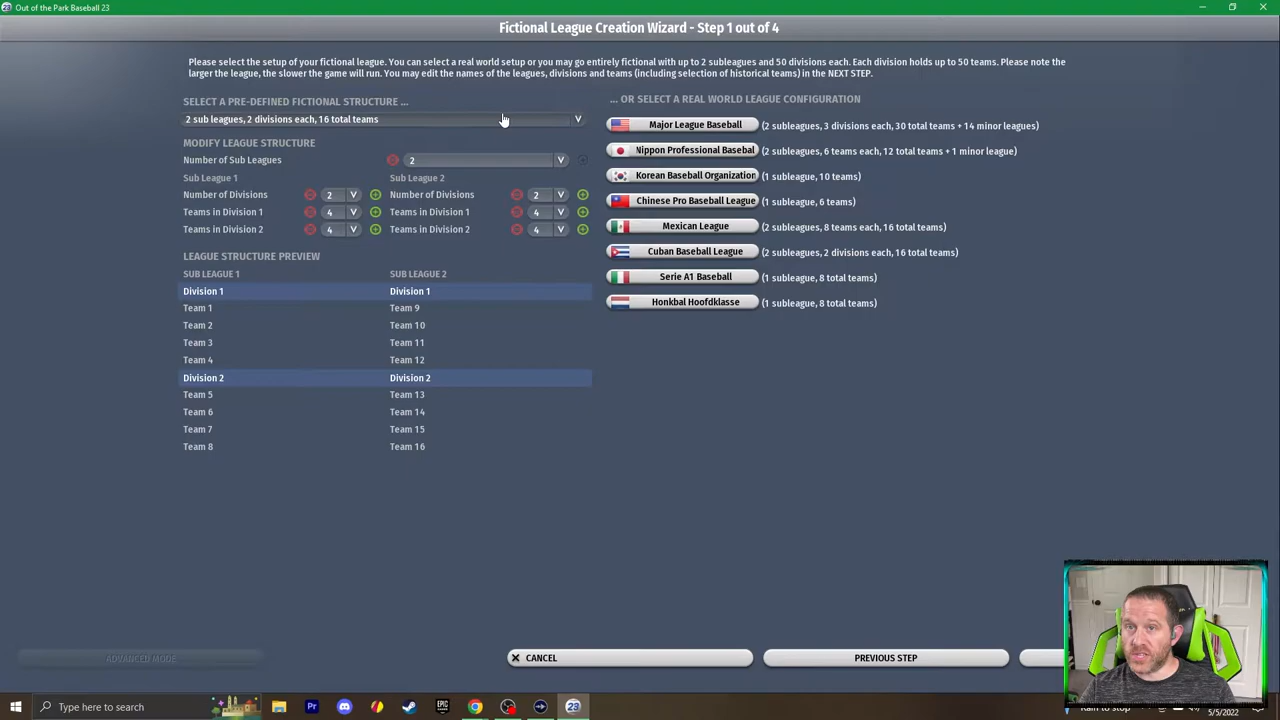 Out of the Park Baseball 23
Fictional League Creation Wizard - Step 1 out of 4
Please select the setup of your fictional league. You can select a real world setup or you may go entirely fictional with up to 2 subleagues and 50 divisions each. Each division holds up to 50 teams. Please note
the larger the league, the slower the game will run. You may edit the names of the leagues, divisions and teams (including selection of historical teams) in the NEXT STEP.
SELECT A PRE-DEFINED FICTIONAL STRUCTURE ...
2 sub leagues, 2 divisions each, 16 total teams V
MODIFY LEAGUE STRUCTURE
Number of Sub Leagues 2 V
Sub League 1 Sub League 2
Number of Divisions 2 V Number of Divisions 2 V
Teams in Division 1 4 V Teams in Division 1 4 V
Teams in Division 2 4 V Teams in Division 2 4 V
LEAGUE STRUCTURE PREVIEW
SUB LEAGUE 1 SUB LEAGUE 2
Division 1 Division 1
Team 1 Team 9
Team 2 Team 10
Team 3 Team 11
Team 4 Team 12
Division 2 Division 2
Team 5 Team 13
Team 6 Team 14
Team 7 Team 15
Team 8 Team 16
... OR SELECT A REAL WORLD LEAGUE CONFIGURATION
Major League Baseball (2 subleagues, 3 divisions each, 30 total teams + 14 minor leagues)
Nippon Professional Basebal (2 subleagues, 6 teams each, 12 total teams + 1 minor league)
Korean Baseball Organization (1 subleague, 10 teams)
Chinese Pro Baseball League (1 subleague, 6 teams)
Mexican League (2 subleagues, 8 teams each, 16 total teams)
Cuban Baseball League (2 subleagues, 2 divisions each, 16 total teams)
Serie A1 Baseball (1 subleague, 8 total teams)
Honkbal Hoofdklasse (1 subleague, 8 total teams)
ADVANCED MODE
X CANCEL
PREVIOUS STEP
Type here to search
Pr
EPIC
23
Rain to stop
5/5/2022